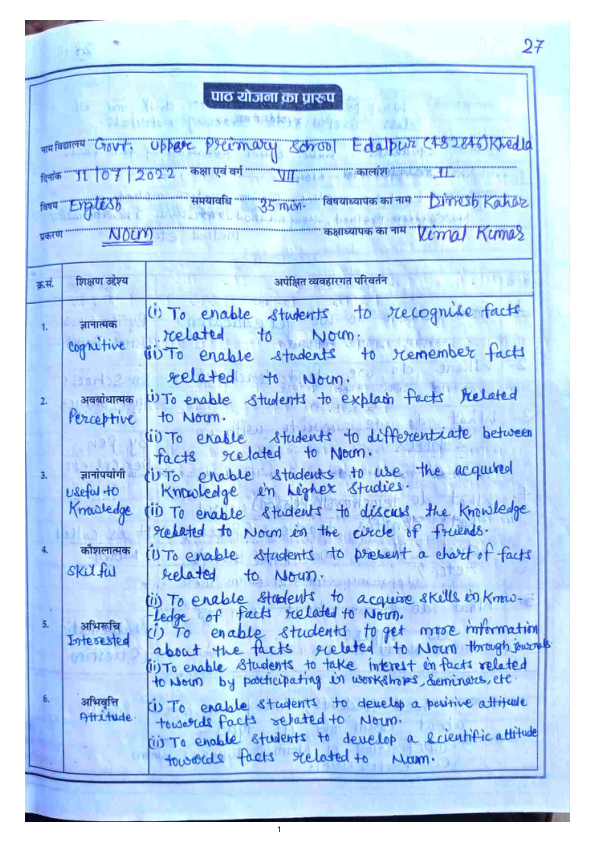 27
पाठ योजना का प्रारुप
नाम विद्यालय Govt. Upper Primary School Edalpur (482846) Khedla
दिनांक 11/07/2022 कक्षा एवं वर्ग VII कालांश II
विषय English समयावधि 35 min. विषयाध्यापक का नाम Dinesh Kahar
प्रकरण Noun कक्षाध्यापक का नाम Vimal Kumar
क्र.सं. शिक्षण उद्देश्य अपेक्षित व्यवहारगत परिवर्तन
1. ज्ञानात्मक cognitive
(i) To enable students to recognise facts
related to Noun.
(ii) To enable students to remember facts
related to Noun.
2. अवबोधात्मक Perceptive
(i) To enable students to explain facts related
to Noun.
(ii) To enable students to differentiate between
facts related to Noun.
3. ज्ञानोपयोगी useful to Knowledge
(i) To enable students to use the acquired
Knowledge in higher studies.
(ii) To enable students to discuss the Knowledge
related to Noun in the circle of friends.
4. कौशलात्मक Skilful
(i) To enable students to present a chart of facts
related to Noun.
(ii) To enable students to acquire skills in Know-
ledge of facts related to Noun.
5. अभिरूचि Interested
(i) To enable students to get more information
about the facts related to Noun through journals
(ii) To enable students to take interest in facts related
to Noun by participating in workshops, Seminars, etc.
6. अभिवृत्ति Attitude
(i) To enable students to develop a positive attitude
towards facts related to Noun.
(ii) To enable students to develop a scientific attitude
towards facts related to Noun.
1